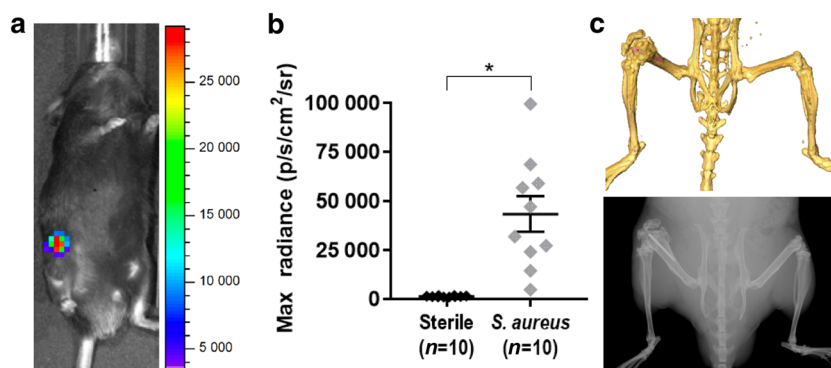 a
25 000
20 000
15 000
10 000
5 000
b
*
Max radiance (p/s/cm²/sr)
100 000
75 000
50 000
25 000
0
Sterile
(n=10)
S. aureus
(n=10)
c